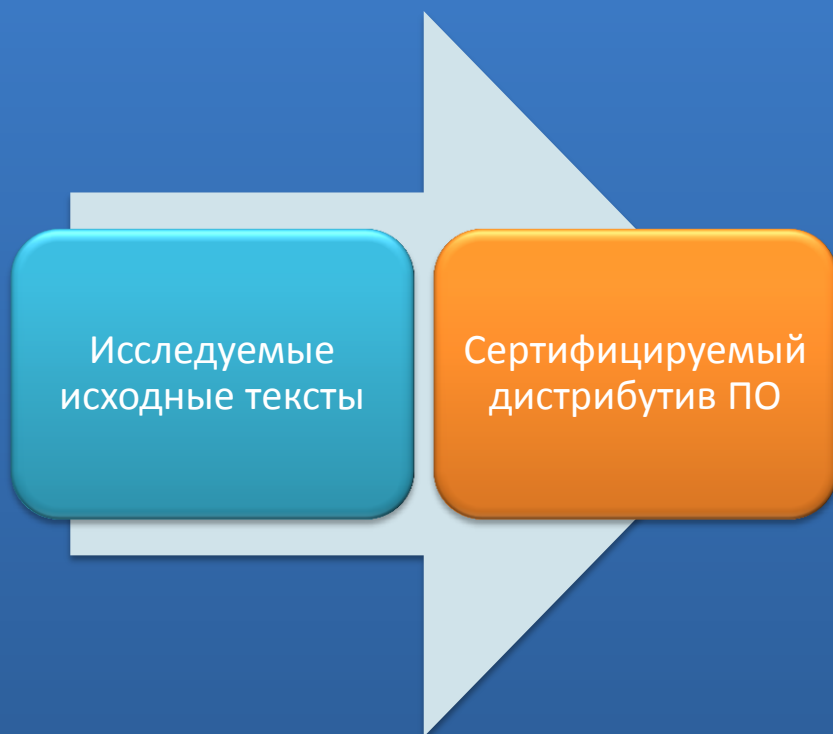 Исследуемые
исходные тексты
Сертифицируемый
дистрибутив ПО